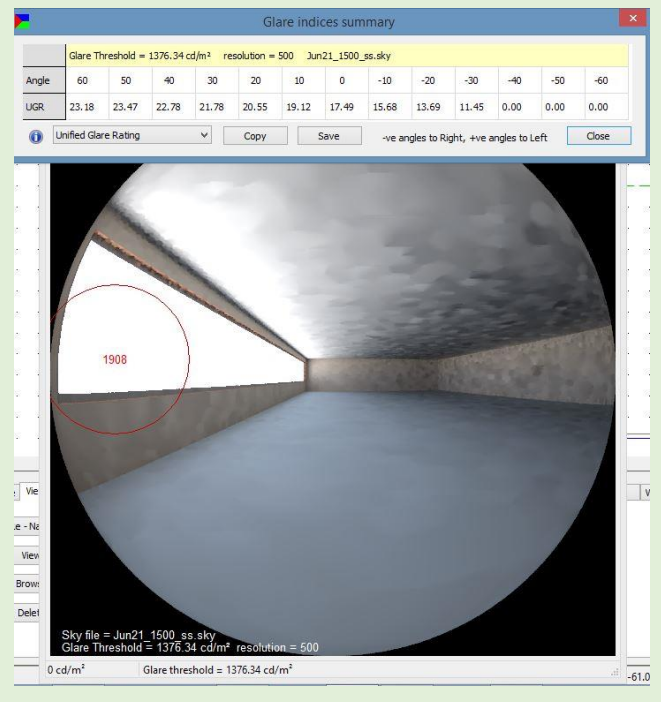 Glare indices summary
Glare Threshold = 1376.34 cd/m² resolution = 500 Jun21_1500_ss.sky
Angle 60 50 40 30 20 10 0 -10 -20 -30 -40 -50 -60
UGR 23.18 23.47 22.78 21.78 20.55 19.12 17.49 15.68 13.69 11.45 0.00 0.00 0.00
Unified Glare Rating Copy Save -ve angles to Right, +ve angles to Left Close
1908
Vie
View
Brows
Delet
Sky file = Jun21_1500_ss.sky
Glare Threshold = 1376.34 cd/m² resolution = 500
0 cd/m² Glare threshold = 1376.34 cd/m²
-61.0